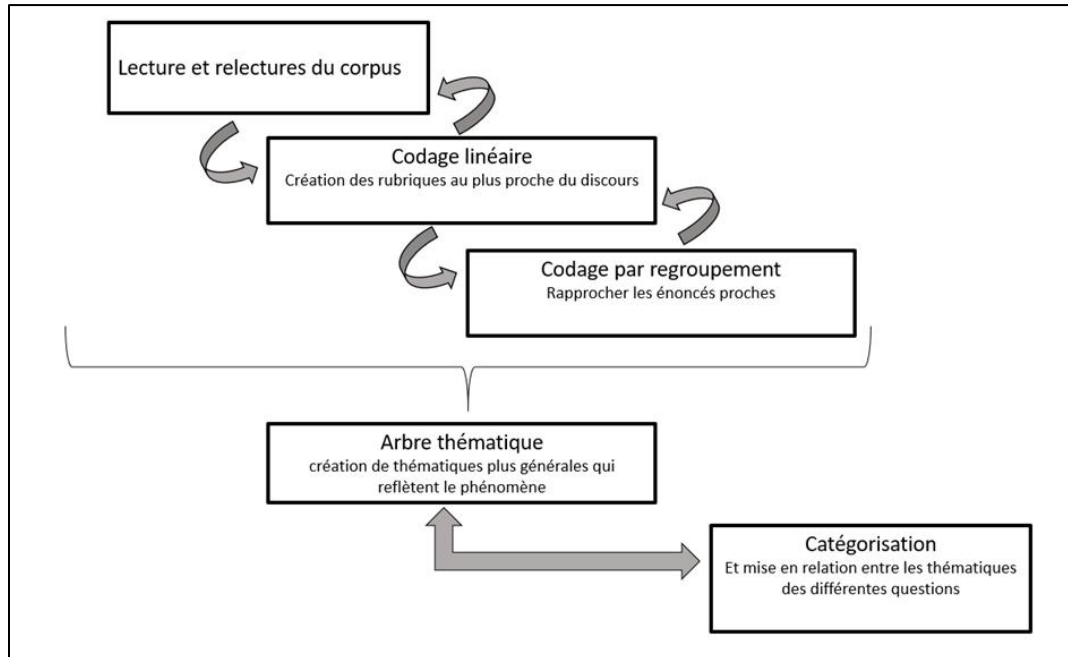 Lecture et relectures du corpus
Codage linéaire
Création des rubriques au plus proche du discours
Codage par regroupement
Rapprocher les énoncés proches
Arbre thématique
création de thématiques plus générales qui
reflètent le phénomène
Catégorisation
Et mise en relation entre les thématiques
des différentes questions